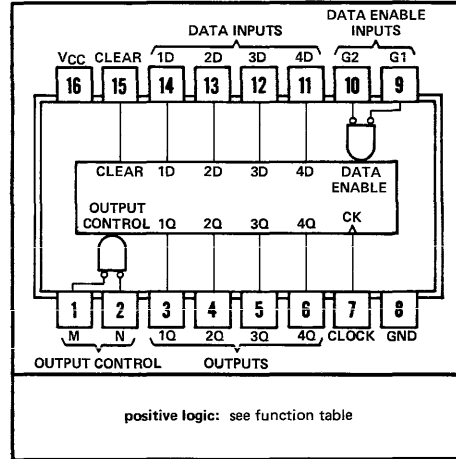 DATA INPUTS
DATA ENABLE
INPUTS
VCC CLEAR 1D 2D 3D 4D G2 G1
16 15 14 13 12 11 10 9
CLEAR 1D 2D 3D 4D DATA
ENABLE
OUTPUT
CONTROL 1Q 2Q 3Q 4Q CK
1 2 3 4 5 6 7 8
M N 1Q 2Q 3Q 4Q CLOCK GND
OUTPUT CONTROL OUTPUTS
positive logic: see function table